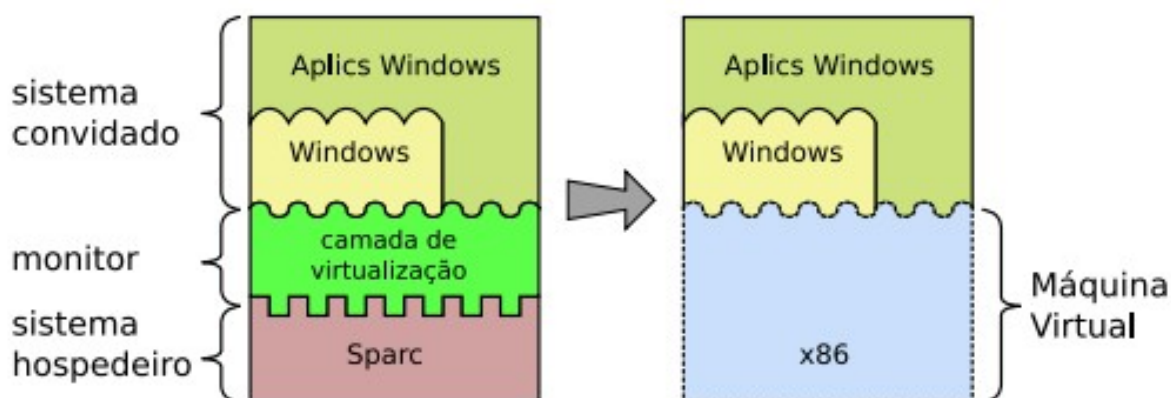 sistema
convidado
monitor
sistema
hospedeiro
Aplics Windows
Windows
camada de
virtualização
Sparc
Aplics Windows
Windows
x86
Máquina
Virtual